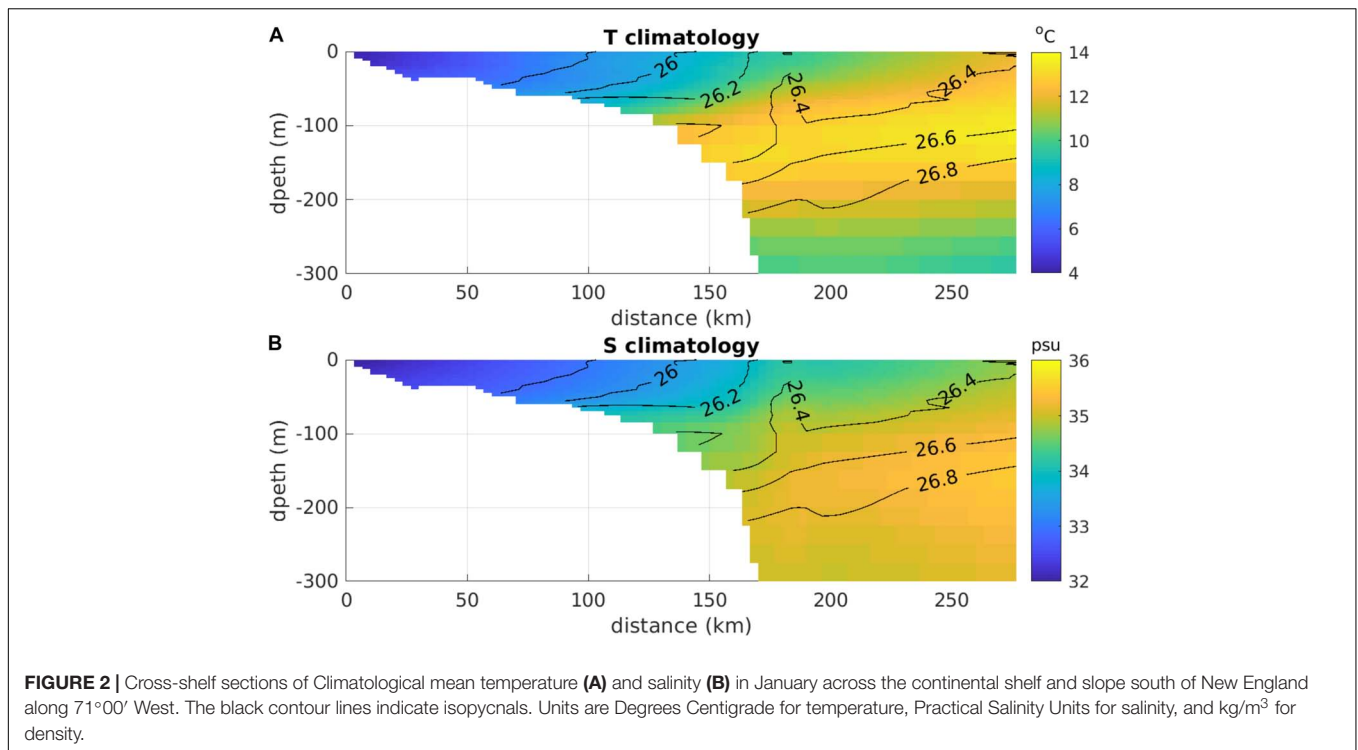 A
T climatology
°C
0
-100
-200
-300
dpeth (m)
26
26.2
26.4
26.4
26.6
26.8
14
12
10
8
6
4
0 50 100 150 200 250
distance (km)
B
S climatology
psu
0
-100
-200
-300
dpeth (m)
26
26.2
26.4
26.4
26.6
26.8
36
35
34
33
32
0 50 100 150 200 250
distance (km)
FIGURE 2 | Cross-shelf sections of Climatological mean temperature (A) and salinity (B) in January across the continental shelf and slope south of New England
along 71°00′ West. The black contour lines indicate isopycnals. Units are Degrees Centigrade for temperature, Practical Salinity Units for salinity, and kg/m³ for
density.